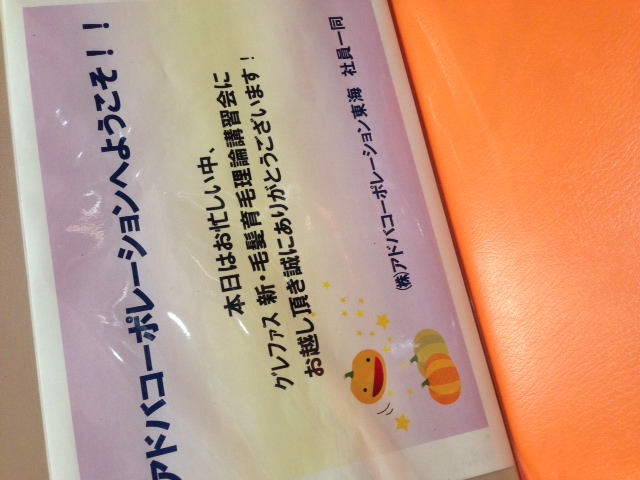 アドバコーポレーションへようこそ！！
本日はお忙しい中、
グレファス 新・毛髪育毛理論講習会に
お越し頂き誠にありがとうございます！
㈱アドバコーポレーション東海 社員一同